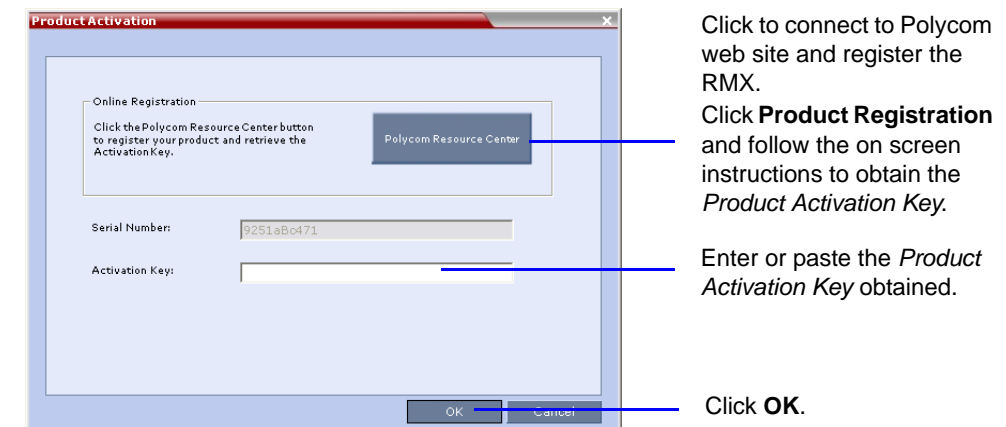 Product Activation
Online Registration
Click the Polycom Resource Center button
to register your product and retrieve the
Activation Key.
Polycom Resource Center
Serial Number:
9251aBc471
Activation Key:
OK
Cancel
Click to connect to Polycom
web site and register the
RMX.
Click Product Registration
and follow the on screen
instructions to obtain the
Product Activation Key.
Enter or paste the Product
Activation Key obtained.
Click OK.